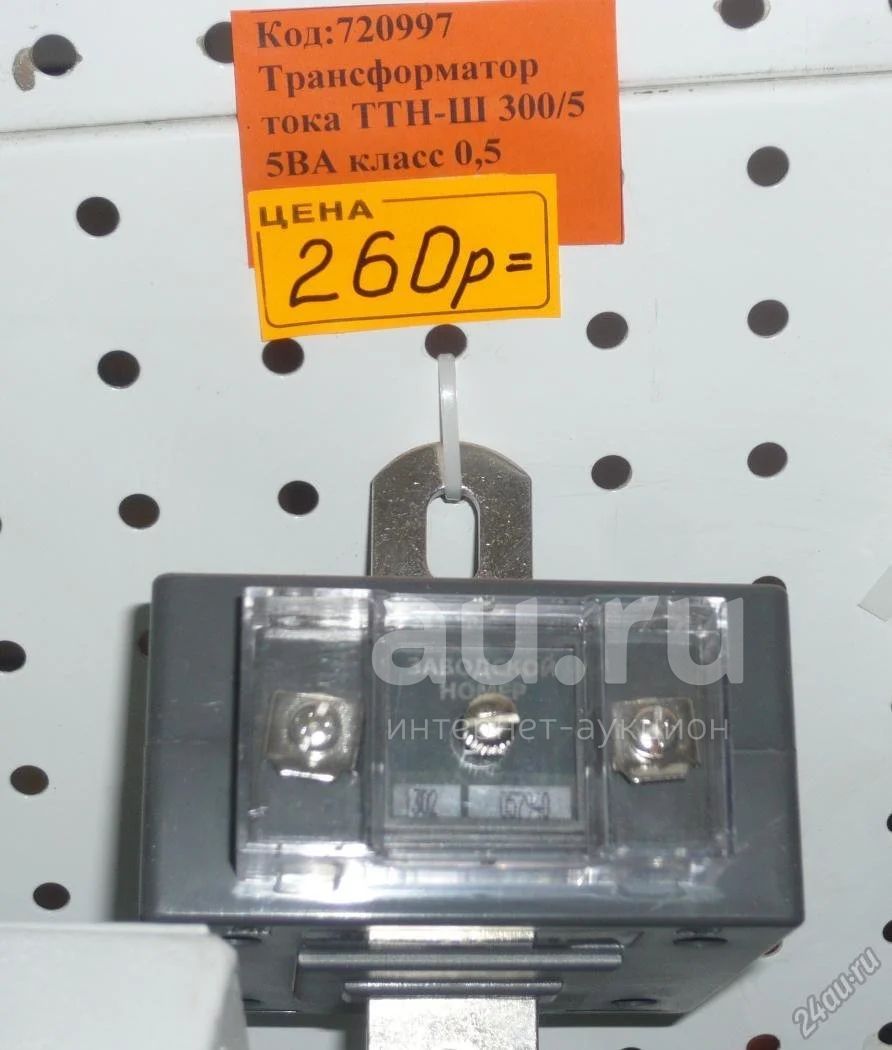 Код:720997
Трансформатор
тока ТТН-Ш 300/5
5ВА класс 0,5
ЦЕНА
260р=
au.ru
ЗАВОДСКОЙ
НОМЕР
интернет-аукцион
1302
24au.ru